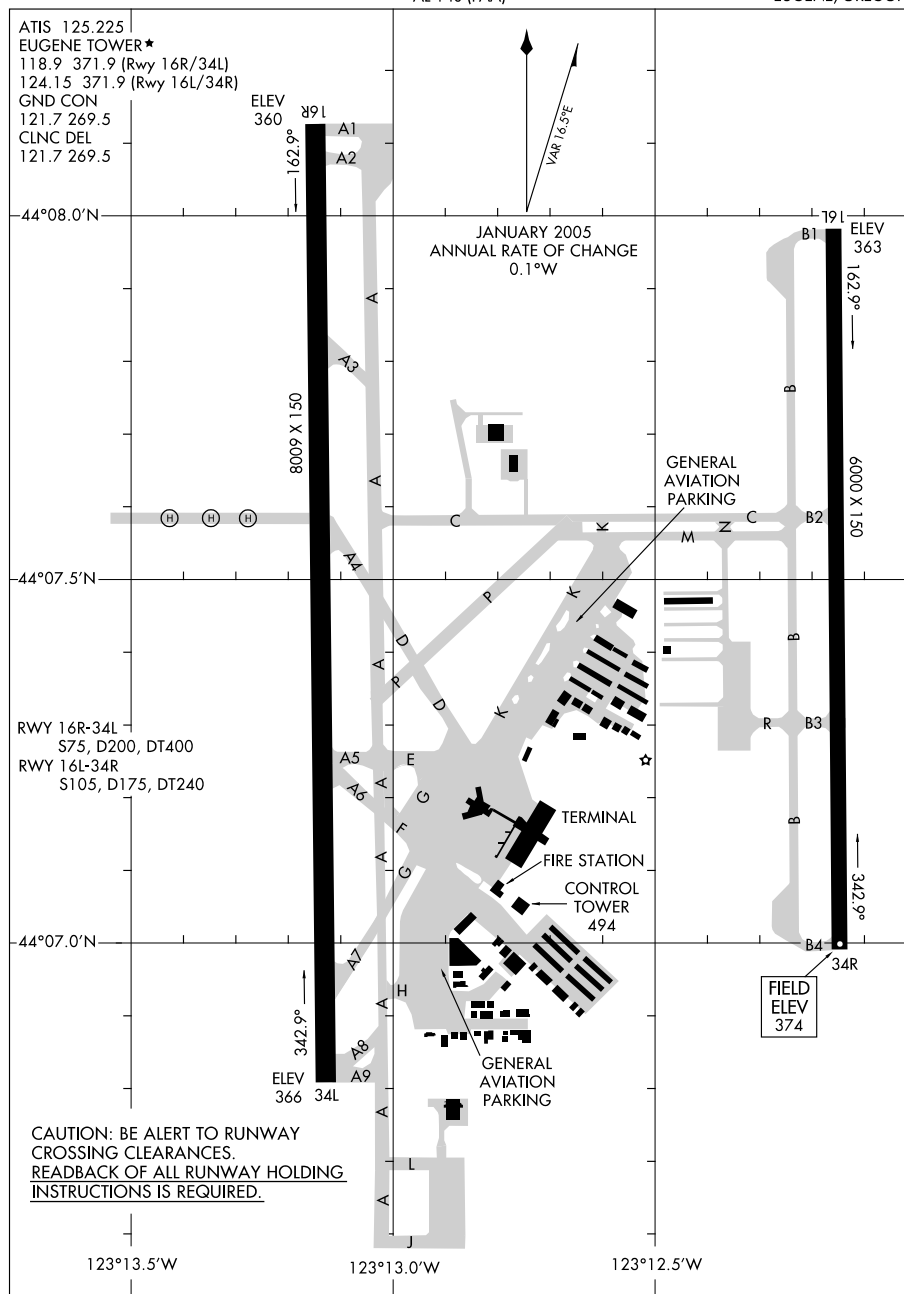 AL-148 (FAA)
EUGENE, OREGON
ATIS 125.225
EUGENE TOWER★
118.9 371.9 (Rwy 16R/34L)
124.15 371.9 (Rwy 16L/34R)
GND CON
121.7 269.5
CLNC DEL
121.7 269.5
ELEV
360
16R
A1
A2
162.9°
VAR 16.5°E
44°08.0'N
JANUARY 2005
ANNUAL RATE OF CHANGE
0.1°W
16L
B1
ELEV
363
162.9°
A
A3
B
8009 X 150
A
GENERAL
AVIATION
PARKING
6000 X 150
H
H
H
C
K
N
C
B2
M
44°07.5'N
A4
P
K
D
A
B
P
D
K
RWY 16R-34L
S75, D200, DT400
RWY 16L-34R
S105, D175, DT240
A5
E
R
B3
A6
A
G
F
TERMINAL
B
A
G
FIRE STATION
CONTROL
TOWER
494
342.9°
44°07.0'N
A7
B4
34R
H
A
FIELD
ELEV
374
342.9°
A8
A9
ELEV
366
34L
GENERAL
AVIATION
PARKING
A
CAUTION: BE ALERT TO RUNWAY
CROSSING CLEARANCES.
READBACK OF ALL RUNWAY HOLDING
INSTRUCTIONS IS REQUIRED.
L
A
J
123°13.5'W
123°13.0'W
123°12.5'W